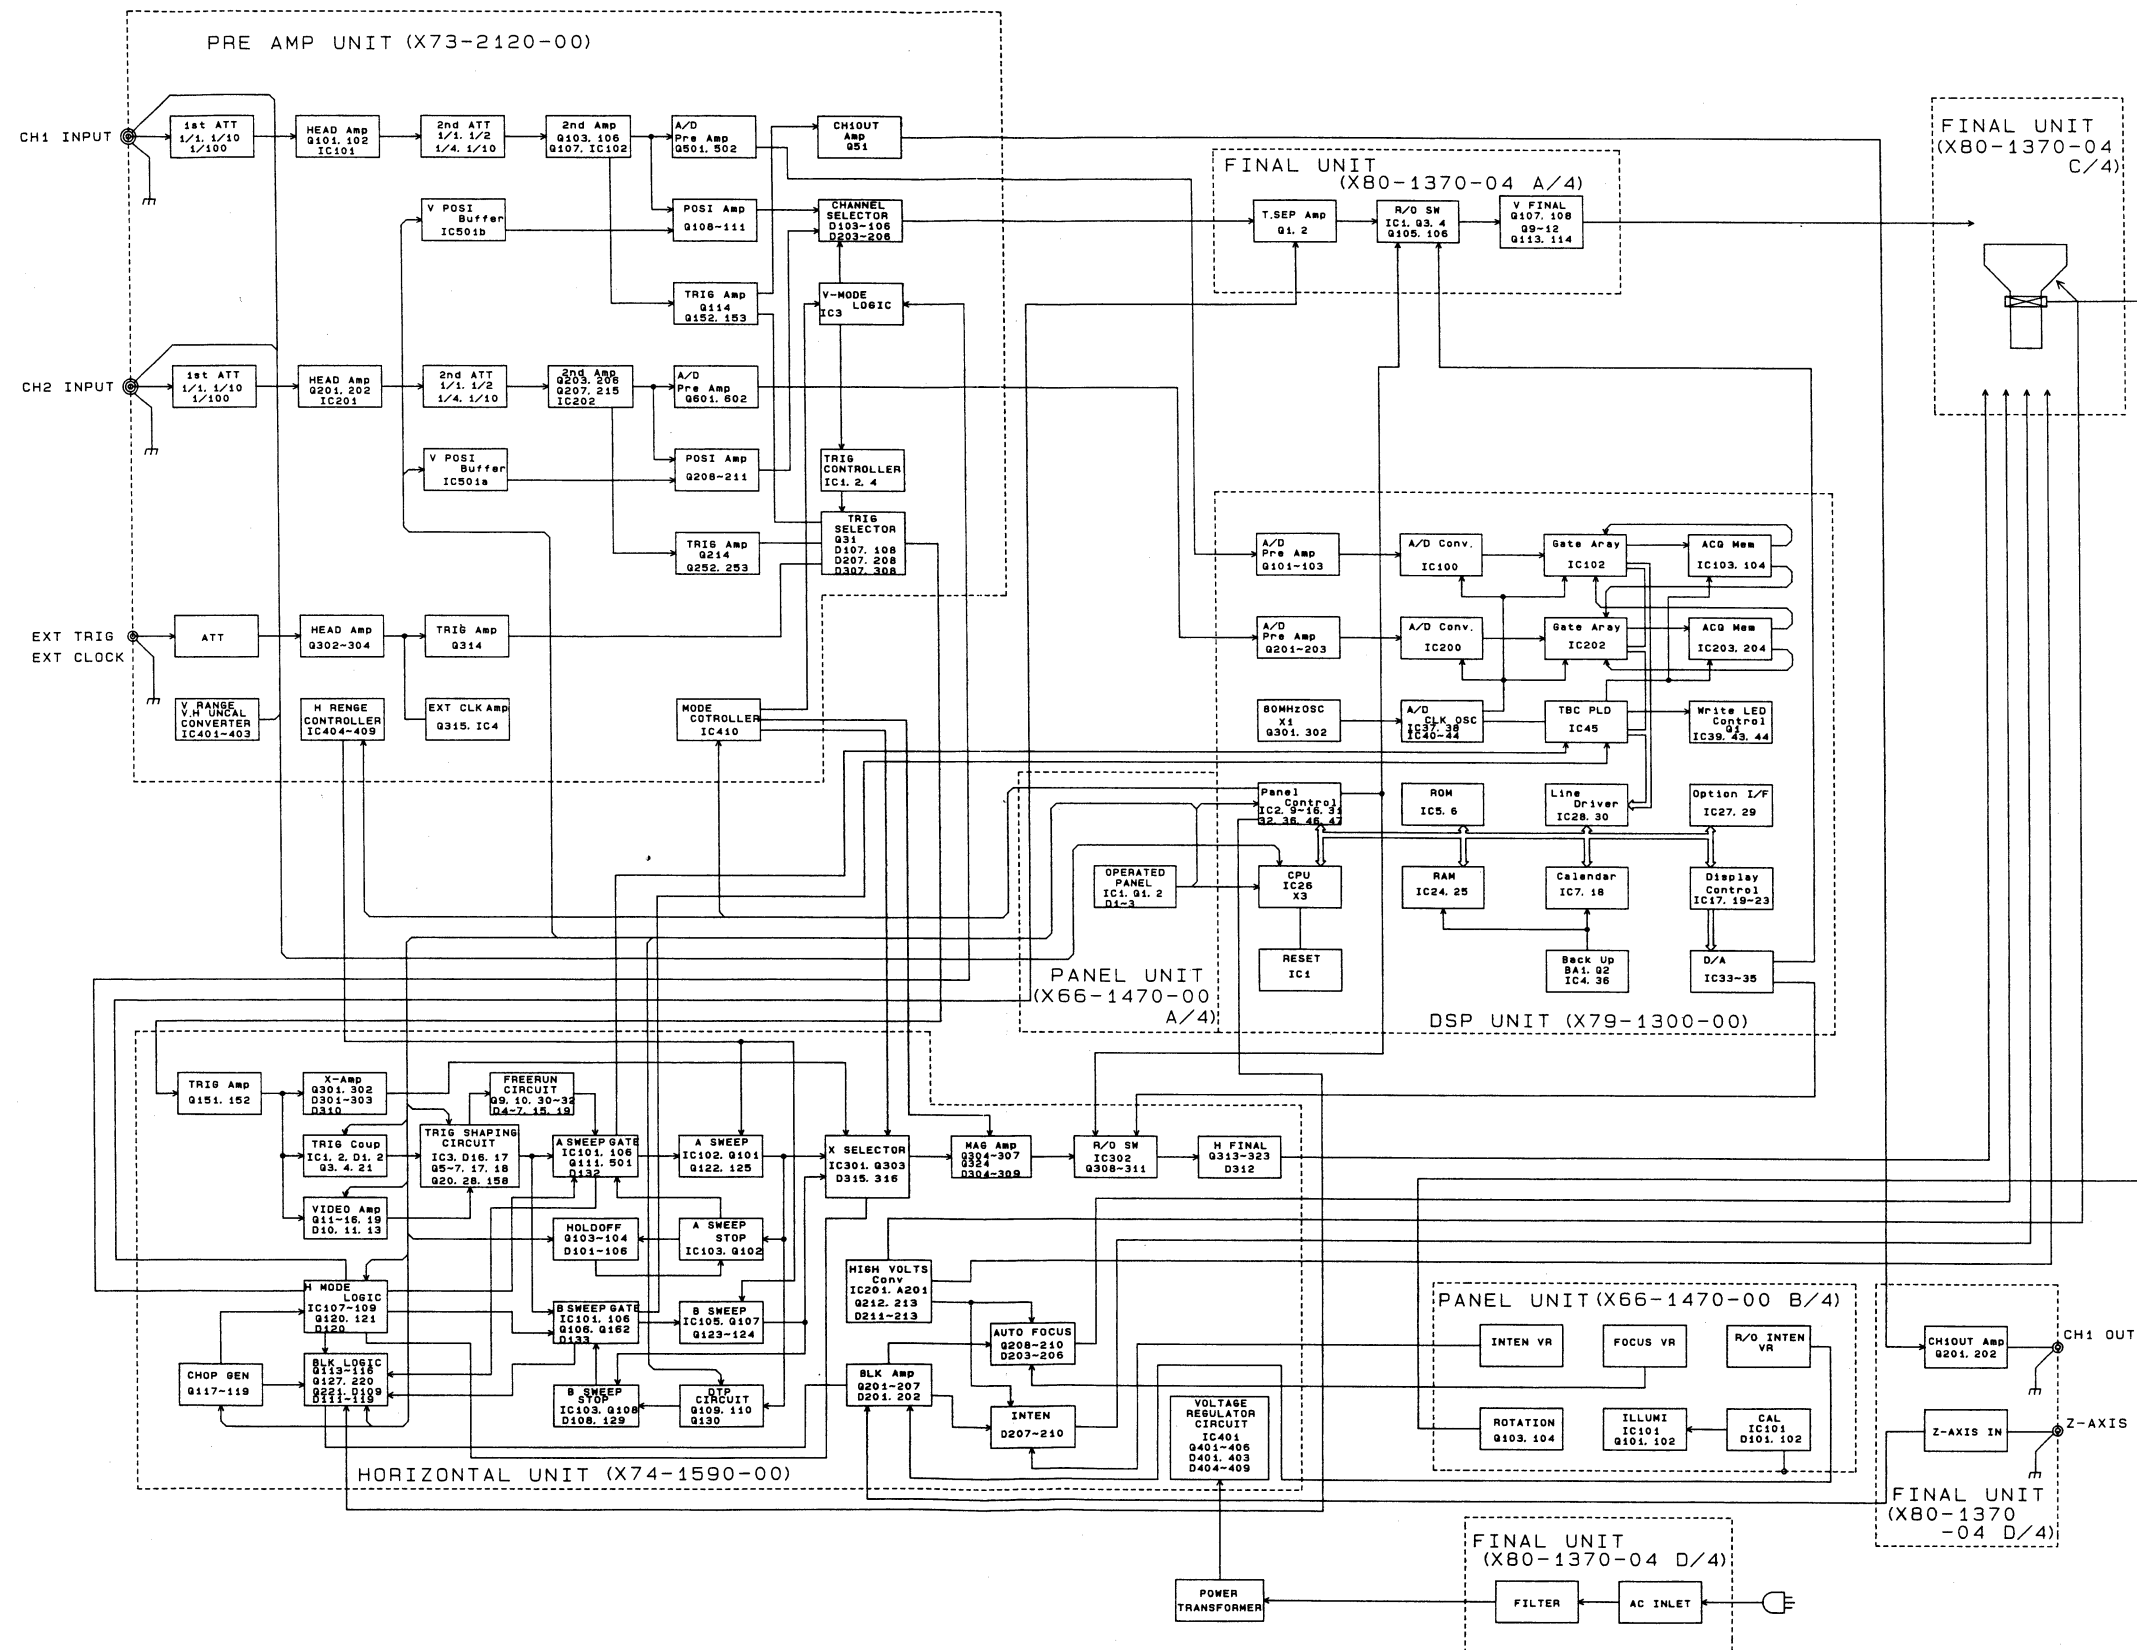 PRE AMP UNIT (X73-2120-00)
CH1 INPUT
1st ATT
1/1. 1/10
1/100
HEAD Amp
Q101. 102
IC101
2nd ATT
1/1. 1/2
1/4. 1/10
2nd Amp
Q103. 106
Q107. IC102
A/D
Pre Amp
Q501. 502
CH1OUT
Amp
Q51
V POSI
Buffer
IC501b
POSI Amp
Q108~111
CHANNEL
SELECTOR
D103~106
D203~206
TRIG Amp
Q114
Q152. 153
V-MODE
LOGIC
IC3
CH2 INPUT
1st ATT
1/1. 1/10
1/100
HEAD Amp
Q201. 202
IC201
2nd ATT
1/1. 1/2
1/4. 1/10
2nd Amp
Q203. 206
Q207. 215
IC202
A/D
Pre Amp
Q601. 602
V POSI
Buffer
IC501a
POSI Amp
Q208~211
TRIG
CONTROLLER
IC1. 2. 4
TRIG Amp
Q214
Q252. 253
TRIG
SELECTOR
Q31
D107. 108
D207. 208
D307. 308
EXT TRIG
EXT CLOCK
ATT
HEAD Amp
Q302~304
TRIG Amp
Q314
V RANGE
V.H UNCAL
CONVERTER
IC401~403
H RENGE
CONTROLLER
IC404~409
EXT CLK Amp
Q315. IC4
MODE
COTROLLER
IC410
FINAL UNIT
(X80-1370-04 A/4)
T.SEP Amp
Q1. 2
R/O SW
IC1. Q3. 4
Q105. 106
V FINAL
Q107. 108
Q9~12
Q113. 114
FINAL UNIT
(X80-1370-04
C/4)
A/D
Pre Amp
Q101~103
A/D Conv.
IC100
Gate Aray
IC102
ACQ Mem
IC103. 104
A/D
Pre Amp
Q201~203
A/D Conv.
IC200
Gate Aray
IC202
ACQ Mem
IC203. 204
80MHzOSC
X1
Q301. 302
A/D
CLK OSC
IC37. 38
IC40~44
TBC PLD
IC45
Write LED
Control
Q1
IC39. 43. 44
Panel
Control
IC2. 9~16. 31
32. 36. 46. 47
ROM
IC5. 6
Line
Driver
IC28. 30
Option I/F
IC27. 29
OPERATED
PANEL
IC1. Q1. 2
D1~3
CPU
IC26
X3
RAM
IC24. 25
Calendar
IC7. 18
Display
Control
IC17. 19~23
RESET
IC1
Back Up
BA1. Q2
IC4. 36
D/A
IC33~35
PANEL UNIT
(X66-1470-00
A/4)
DSP UNIT (X79-1300-00)
TRIG Amp
Q151. 152
X-Amp
Q301. 302
D301~303
D310
FREERUN
CIRCUIT
Q9. 10. 30~32
D4~7. 15. 19
TRIG Coup
IC1. 2. D1. 2
Q3. 4. 21
TRIG SHAPING
CIRCUIT
IC3. D16. 17
Q5~7. 17. 18
Q20. 28. 158
A SWEEP GATE
IC101. 106
Q111. 501
D132
A SWEEP
IC102. Q101
Q122. 125
X SELECTOR
IC301. Q303
D315. 316
MAG Amp
Q304~307
Q324
D304~309
R/O SW
IC302
Q308~311
H FINAL
Q313~323
D312
VIDEO Amp
Q11~16. 19
D10. 11. 13
HOLDOFF
Q103~104
D101~106
A SWEEP
STOP
IC103. Q102
H MODE
LOGIC
IC107~109
Q120. 121
D120
B SWEEP GATE
IC101. 106
Q106. Q162
D133
B SWEEP
IC105. Q107
Q123~124
HIGH VOLTS
Conv
IC201. A201
Q212. 213
D211~213
AUTO FOCUS
Q208~210
D203~206
CHOP GEN
Q117~119
BLK LOGIC
Q113~116
Q127. 220
Q221. D109
D111~119
B SWEEP
STOP
IC103. Q108
D108. 129
DTP
CIRCUIT
Q109. 110
Q130
BLK Amp
Q201~207
D201. 202
INTEN
D207~210
VOLTAGE
REGULATOR
CIRCUIT
IC401
Q401~406
D401. 403
D404~409
HORIZONTAL UNIT (X74-1590-00)
PANEL UNIT (X66-1470-00 B/4)
INTEN VR
FOCUS VR
R/O INTEN
VR
ROTATION
Q103. 104
ILLUMI
IC101
Q101. 102
CAL
IC101
D101. 102
CH1OUT Amp
Q201. 202
CH1 OUT
Z-AXIS IN
Z-AXIS
FINAL UNIT
(X80-1370
-04 D/4)
FINAL UNIT
(X80-1370-04 D/4)
POWER
TRANSFORMER
FILTER
AC INLET